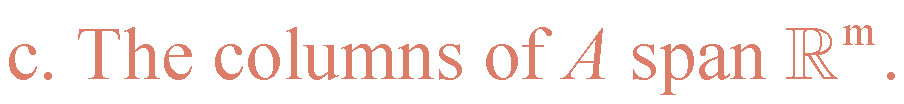 c. The columns of A span ℝᵐ.